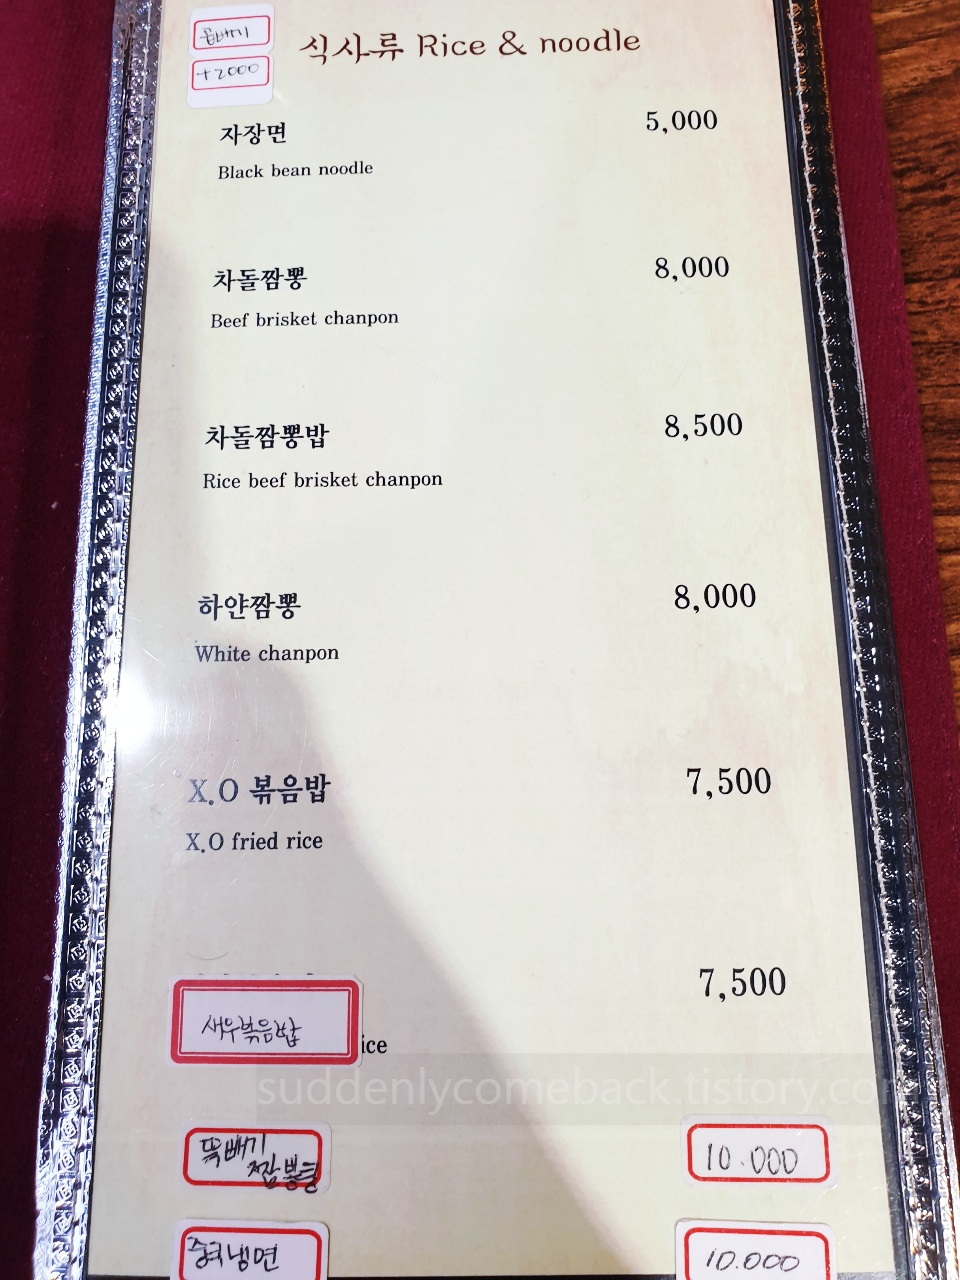 곱배기
+2000
식사류 Rice & noodle
자장면 5,000
Black bean noodle
차돌짬뽕 8,000
Beef brisket chanpon
차돌짬뽕밥 8,500
Rice beef brisket chanpon
하얀짬뽕 8,000
White chanpon
X.O 볶음밥 7,500
X.O fried rice
7,500
새우볶음밥
ice
suddenlycomeback.tistory.com
뚝배기 10.000
짬뽕
중국냉면 10.000